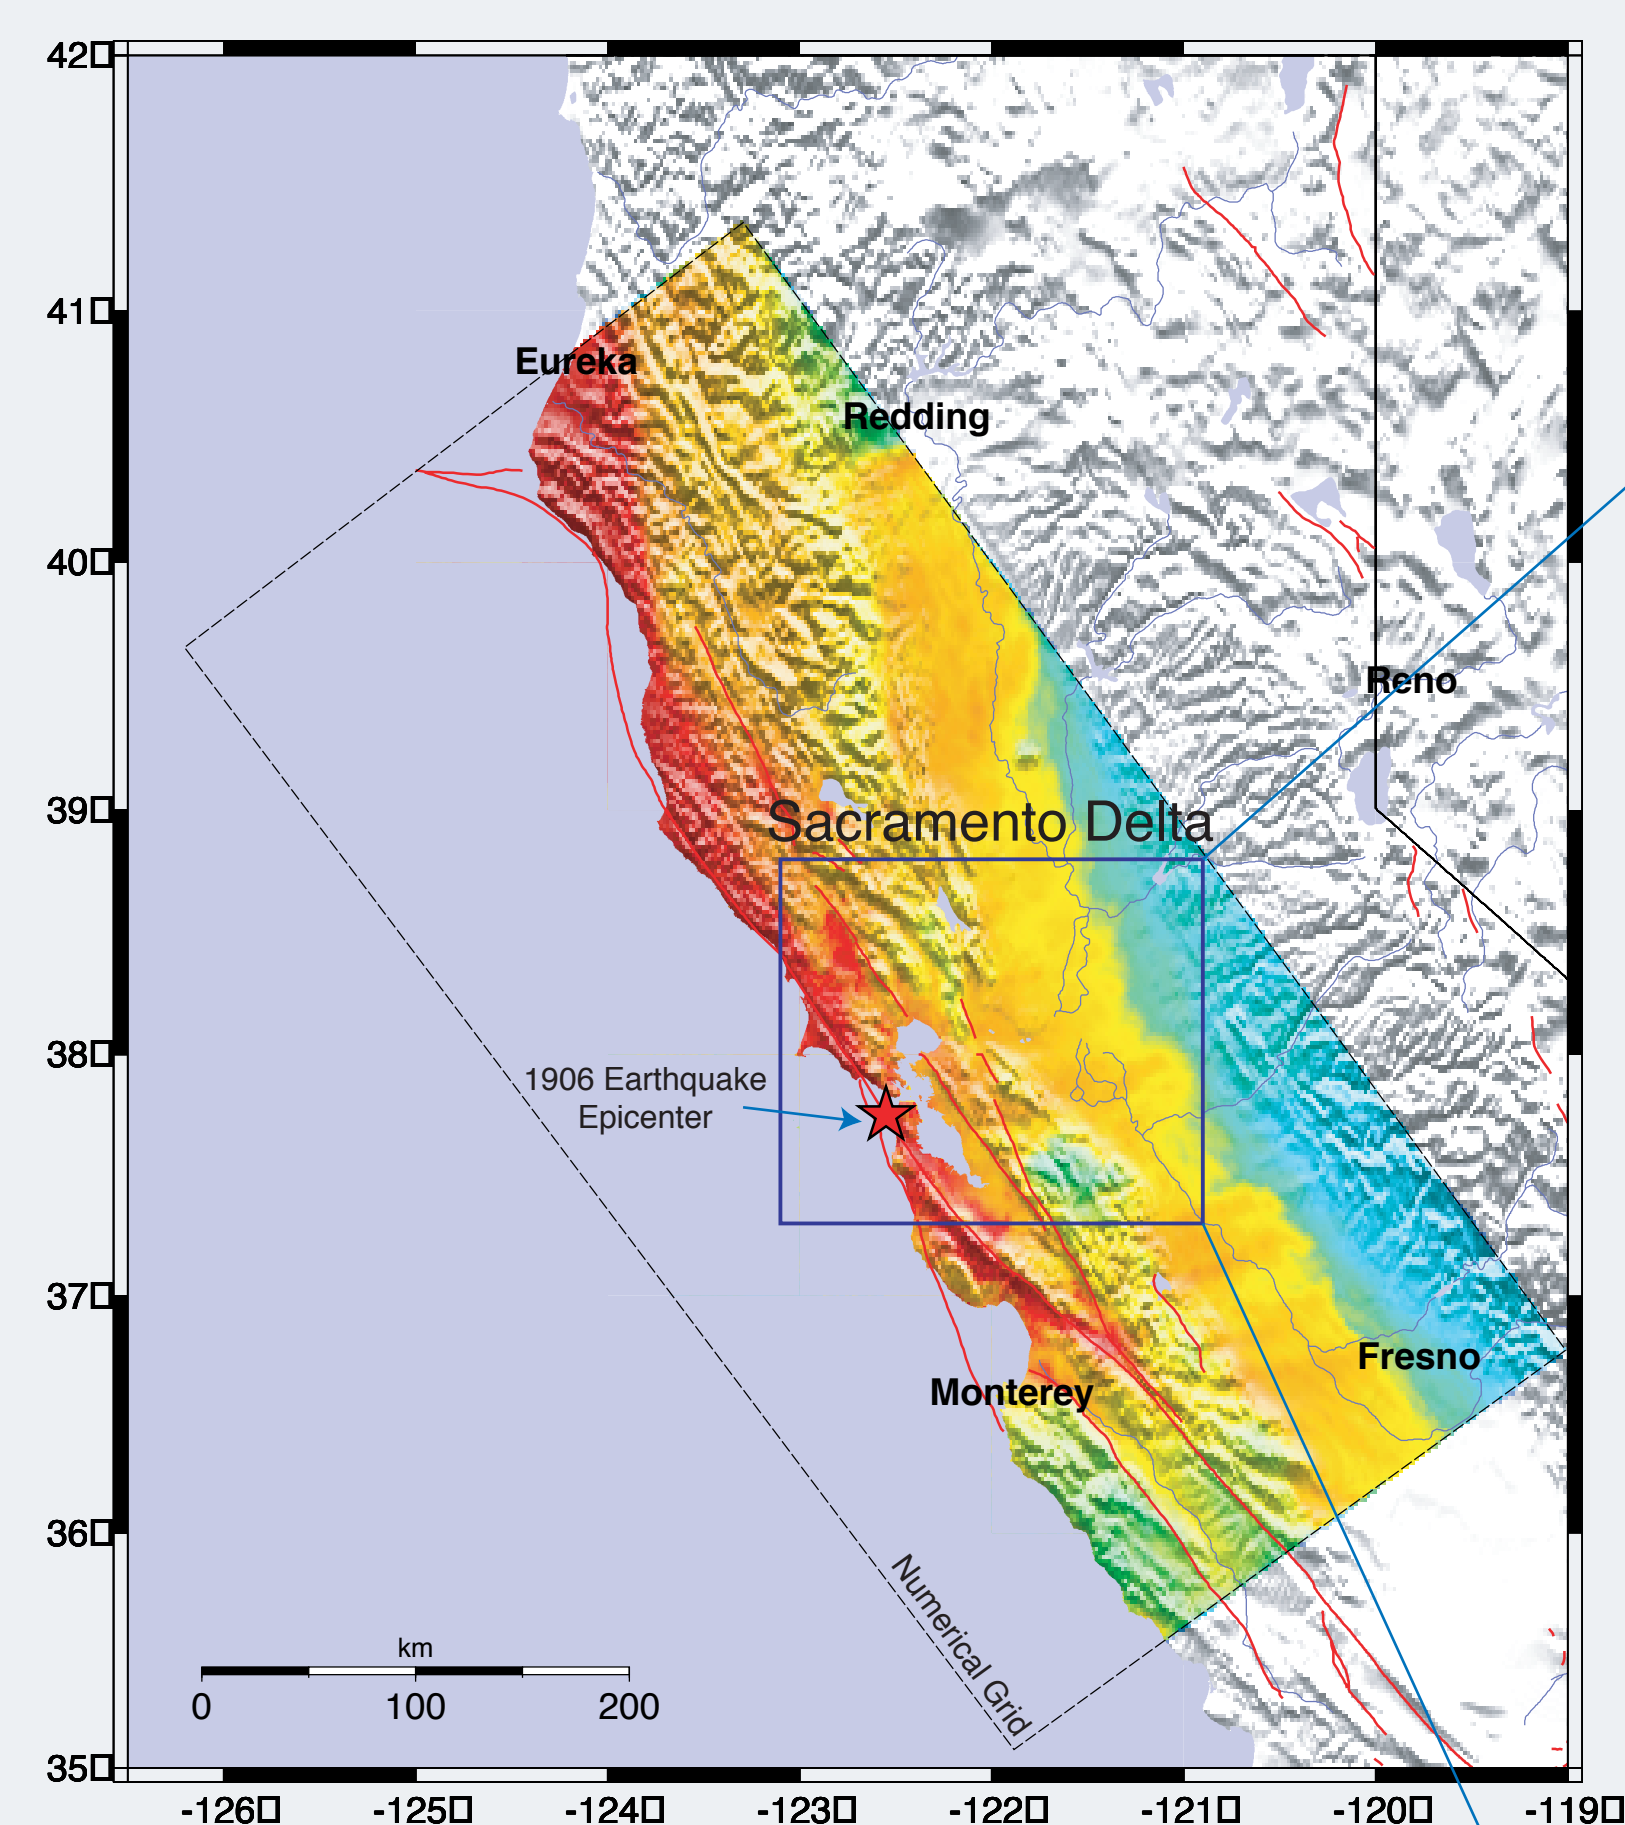 42▯
41▯
40▯
39▯
38▯
37▯
36▯
35▯
Eureka
Redding
Reno
Sacramento Delta
1906 Earthquake
Epicenter
Fresno
Monterey
Numerical Grid
km
0 100 200
-126▯ -125▯ -124▯ -123▯ -122▯ -121▯ -120▯ -119▯